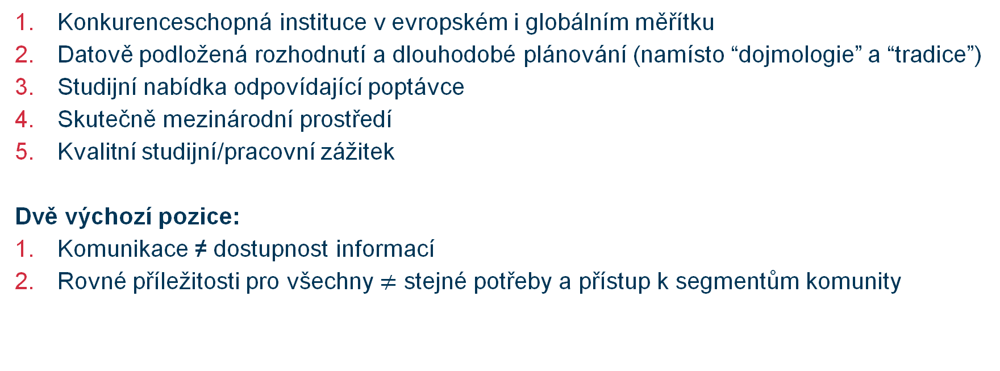 1. Konkurenceschopná instituce v evropském i globálním měřítku
2. Datově podložená rozhodnutí a dlouhodobé plánování (namísto “dojmologie” a “tradice”)
3. Studijní nabídka odpovídající poptávce
4. Skutečně mezinárodní prostředí
5. Kvalitní studijní/pracovní zážitek
Dvě výchozí pozice:
1. Komunikace ≠ dostupnost informací
2. Rovné příležitosti pro všechny ≠ stejné potřeby a přístup k segmentům komunity